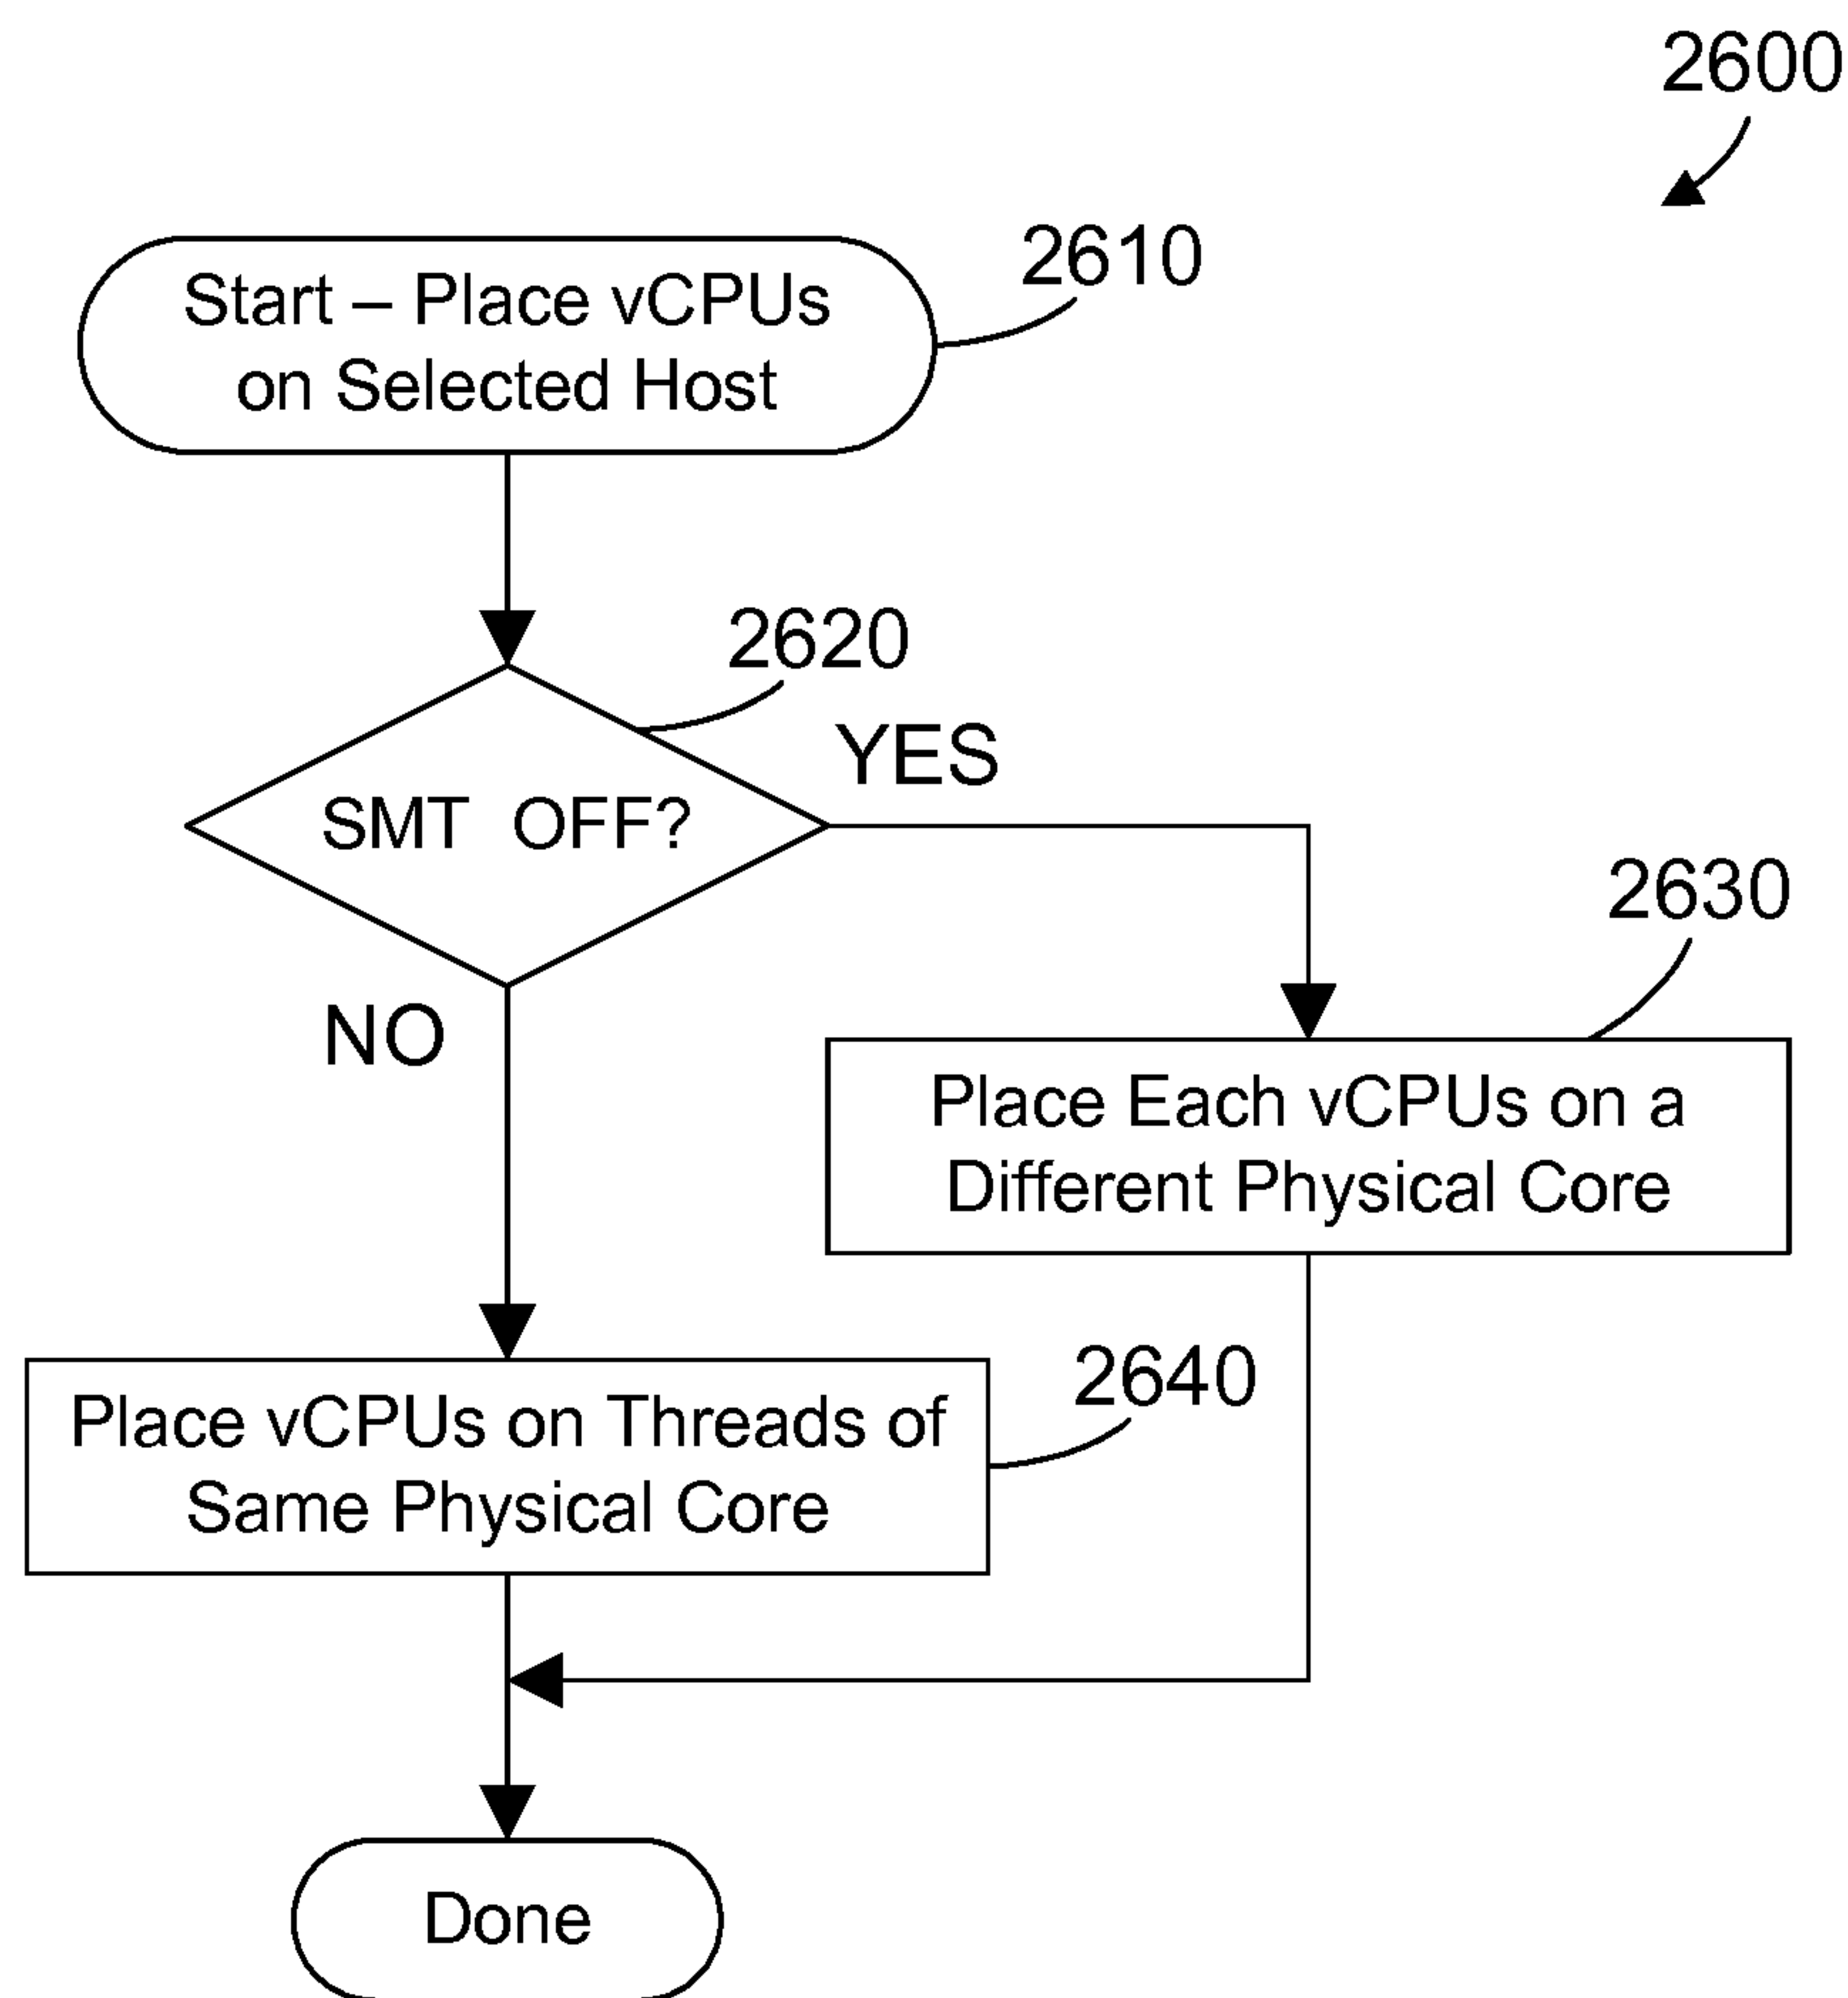 2600
2610
Start – Place vCPUs
on Selected Host
2620
YES
SMT OFF?
2630
NO
Place Each vCPUs on a
Different Physical Core
2640
Place vCPUs on Threads of
Same Physical Core
Done